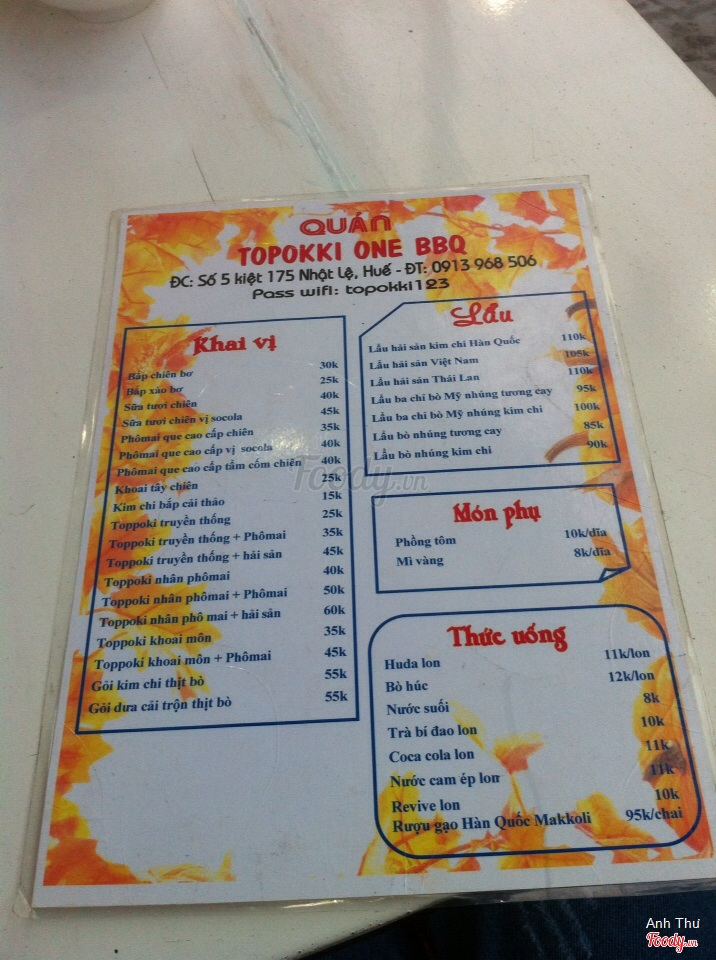 QUÁN
TOPOKKI ONE BBQ
ĐC: Số 5 kiệt 175 Nhật Lệ, Huế - ĐT: 0913 968 506
Pass wifi: topokki123
Khai vị
Bắp chiên bơ 30k
Bắp xào bơ 25k
Sữa tươi chiên 40k
Sữa tươi chiên vị socola 45k
Phômai que cao cấp chiên 35k
Phômai que cao cấp vị socola 40k
Phômai que cao cấp tẩm cốm chiên 40k
Khoai tây chiên 25k
Kim chi bắp cải thảo 15k
Toppoki truyền thống 25k
Toppoki truyền thống + Phômai 35k
Toppoki truyền thống + hải sản 45k
Toppoki nhân phômai 40k
Toppoki nhân phômai + Phômai 50k
Toppoki nhân phô mai + hải sản 60k
Toppoki khoai môn 35k
Toppoki khoai môn + Phômai 45k
Gỏi kim chi thịt bò 55k
Gỏi dưa cải trộn thịt bò 55k
Lẩu
Lẩu hải sản kim chi Hàn Quốc 110k
Lẩu hải sản Việt Nam 105k
Lẩu hải sản Thái Lan 110k
Lẩu ba chỉ bò Mỹ nhúng tương cay 95k
Lẩu ba chỉ bò Mỹ nhúng kim chi 100k
Lẩu bò nhúng tương cay 85k
Lẩu bò nhúng kim chi 90k
Món phụ
Phồng tôm 10k/dĩa
Mì vàng 8k/dĩa
Thức uống
Huda lon 11k/lon
Bò húc 12k/lon
Nước suối 8k
Trà bí đao lon 10k
Coca cola lon 11k
Nước cam ép lon 11k
Revive lon 10k
Rượu gạo Hàn Quốc Makkoli 95k/chai
Foody.vn
Anh Thư
Foody.vn